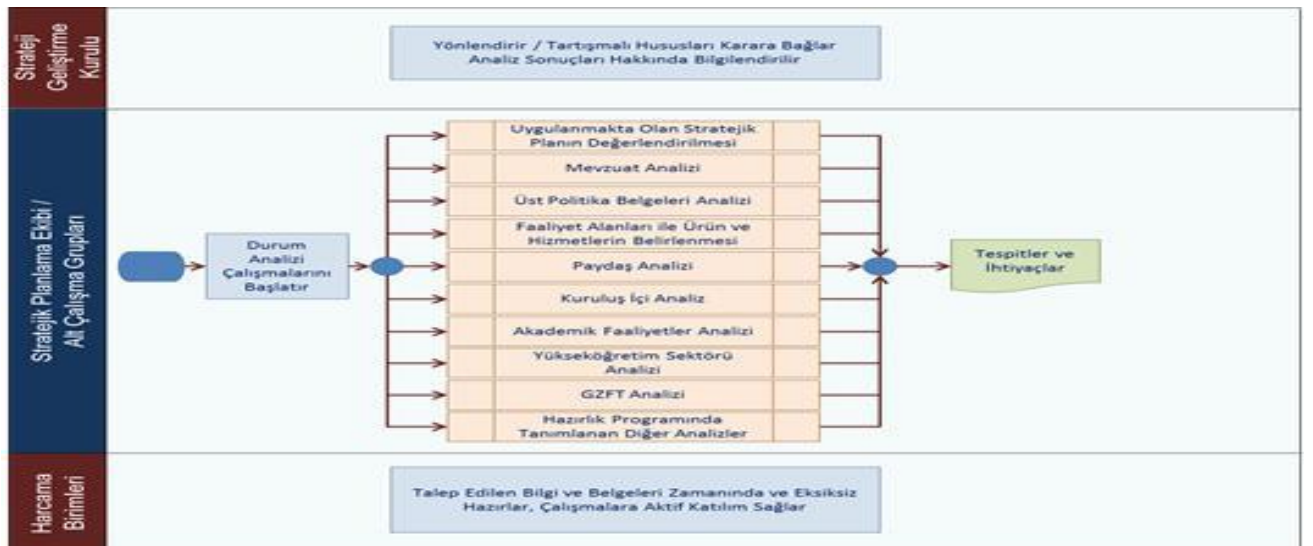 Strateji
Geliştirme
Kurulu
Yönlendirir / Tartışmalı Hususları Karara Bağlar
Analiz Sonuçları Hakkında Bilgilendirilir
Stratejik Planlama Ekibi /
Alt Çalışma Grupları
Durum
Analizi
Çalışmalarını
Başlatır
Uygulanmakta Olan Stratejik
Planın Değerlendirilmesi
Mevzuat Analizi
Üst Politika Belgeleri Analizi
Faaliyet Alanları ile Ürün ve
Hizmetlerin Belirlenmesi
Paydaş Analizi
Kuruluş İçi Analiz
Akademik Faaliyetler Analizi
Yükseköğretim Sektörü
Analizi
GZFT Analizi
Hazırlık Programında
Tanımlanan Diğer Analizler
Tespitler ve
İhtiyaçlar
Harcama
Birimleri
Talep Edilen Bilgi ve Belgeleri Zamanında ve Eksiksiz
Hazırlar, Çalışmalara Aktif Katılım Sağlar